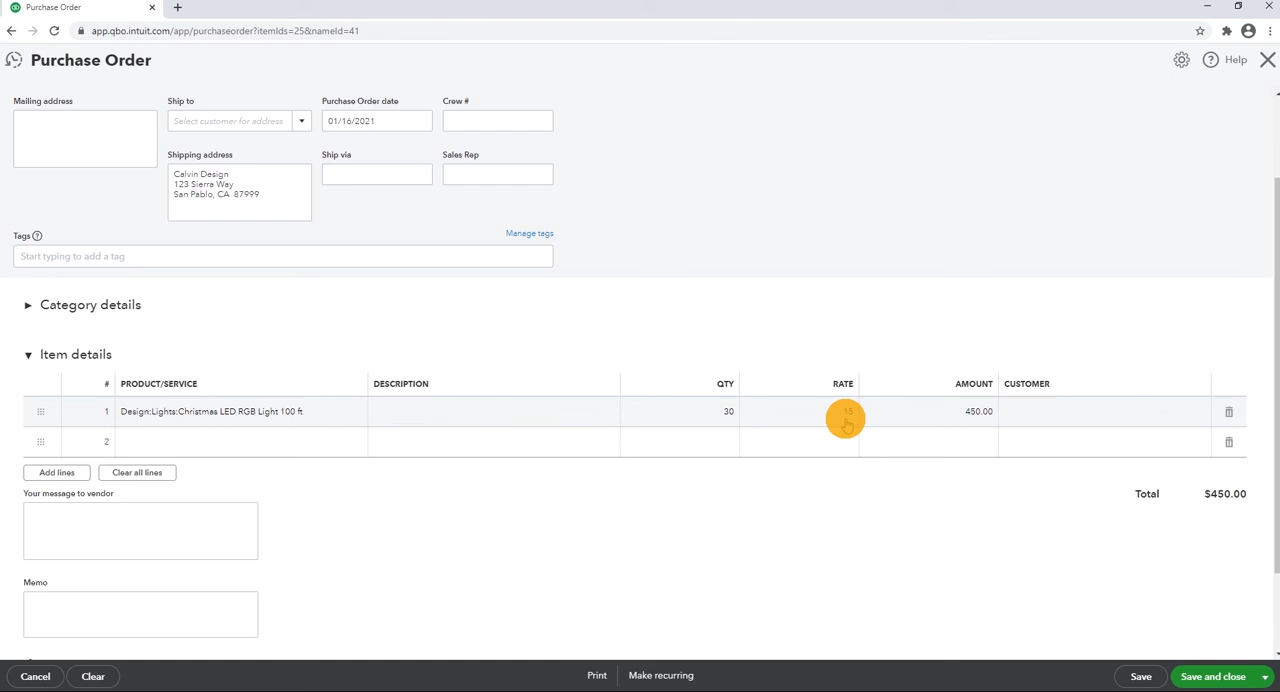 Purchase Order
app.qbo.intuit.com/app/purchaseorder?itemIds=25&nameId=41
Purchase Order
Help
Mailing address
Ship to
Purchase Order date
Crew #
Select customer for address
01/16/2021
Shipping address
Ship via
Sales Rep
Calvin Design
123 Sierra Way
San Pablo, CA 87999
Tags
Manage tags
Start typing to add a tag
Category details
Item details
# PRODUCT/SERVICE DESCRIPTION QTY RATE AMOUNT CUSTOMER
1 Design:Lights:Christmas LED RGB Light 100 ft 30 15 450.00
2
Add lines
Clear all lines
Your message to vendor
Total $450.00
Memo
Cancel
Clear
Print
Make recurring
Save
Save and close